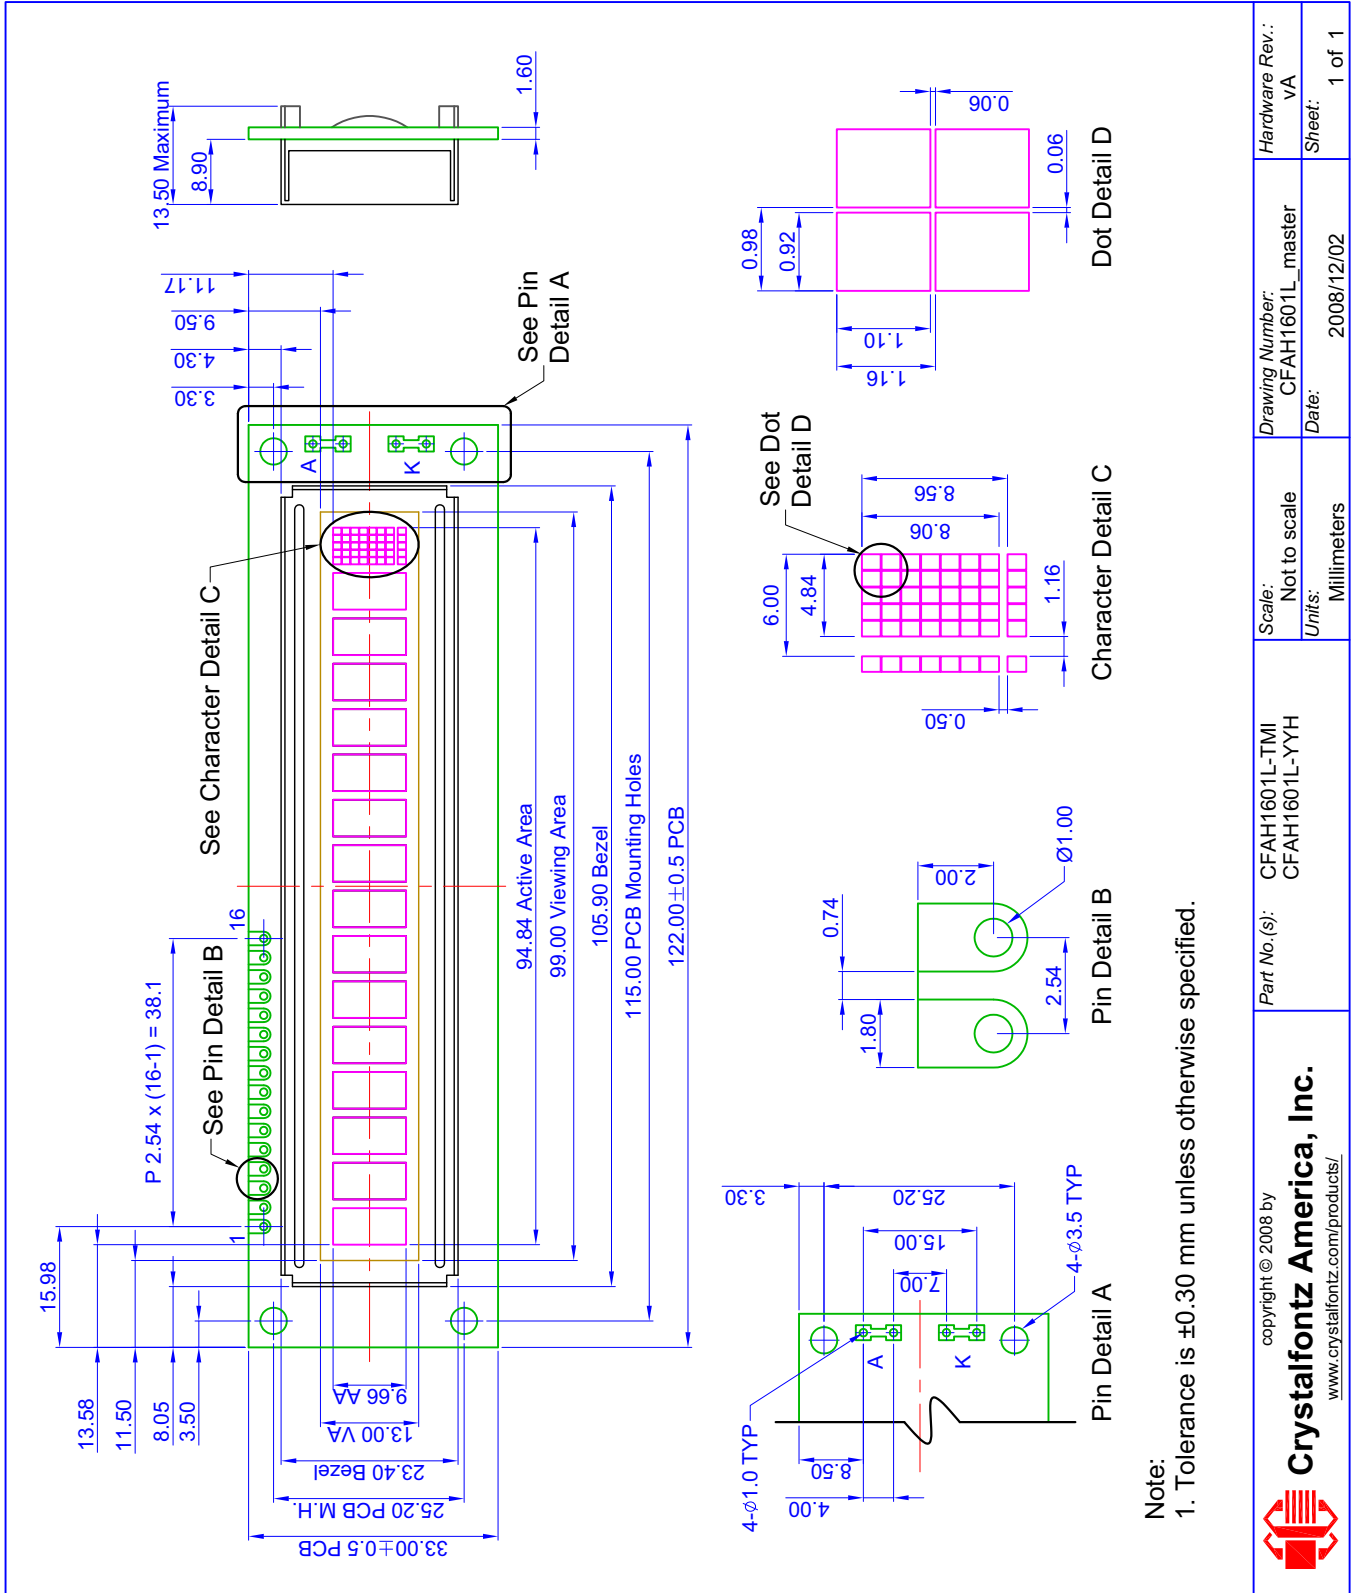 13.50 Maximum
8.90
1.60
11.17
9.50
4.30
3.30
See Pin
Detail A
A
K
See Character Detail C
16
P 2.54 x (16-1) = 38.1
See Pin Detail B
1
15.98
13.58
11.50
8.05
3.50
94.84 Active Area
99.00 Viewing Area
105.90 Bezel
115.00 PCB Mounting Holes
122.00±0.5 PCB
9.66 AA
13.00 VA
23.40 Bezel
25.20 PCB M.H.
33.00±0.5 PCB
4-Ø1.0 TYP
8.50
4.00
3.30
25.20
15.00
7.00
A
K
4-Ø3.5 TYP
Pin Detail A
0.74
1.80
2.00
2.54
Ø1.00
Pin Detail B
See Dot
Detail D
6.00
4.84
8.56
8.06
1.16
0.50
Character Detail C
0.98
0.92
1.10
1.16
0.06
0.06
Dot Detail D
Note:
1. Tolerance is ±0.30 mm unless otherwise specified.
copyright © 2008 by
Crystalfontz America, Inc.
www.crystalfontz.com/products/
Part No.(s):
CFAH1601L-TMI
CFAH1601L-YYH
Scale:
Not to scale
Units:
Millimeters
Drawing Number:
CFAH1601L_master
Date:
2008/12/02
Hardware Rev.:
vA
Sheet:
1 of 1